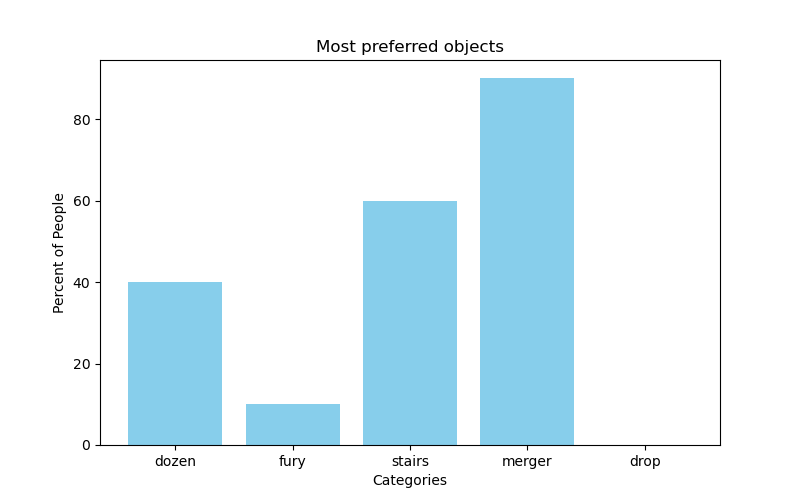 Most preferred objects
Percent of People
80
60
40
20
0
dozen fury stairs merger drop
Categories